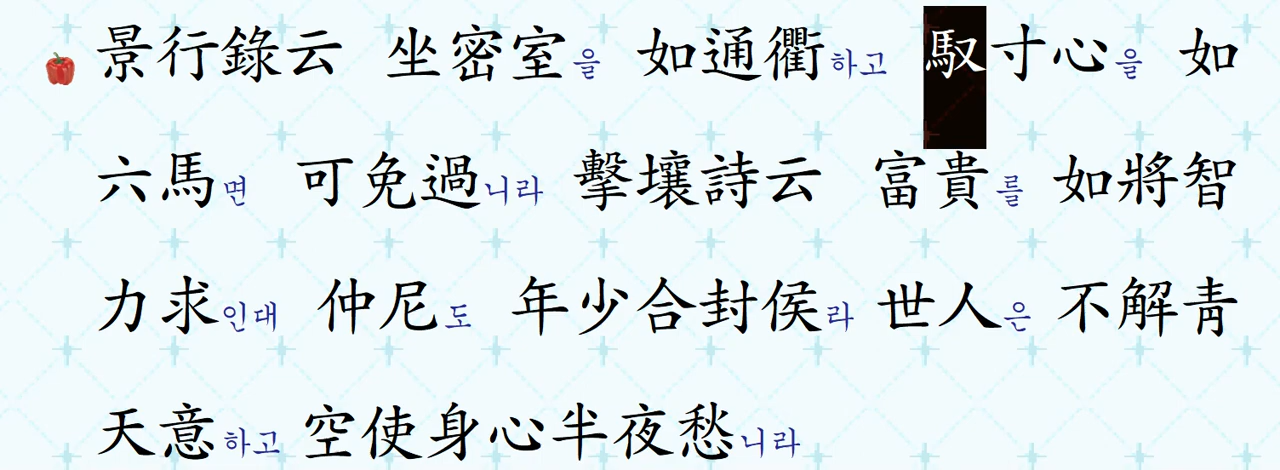 景行錄云 坐密室을 如通衢하고 馭寸心을 如
六馬면 可免過니라 擊壤詩云 富貴를 如將智
力求인대 仲尼도 年少合封侯라 世人은 不解靑
天意하고 空使身心半夜愁니라